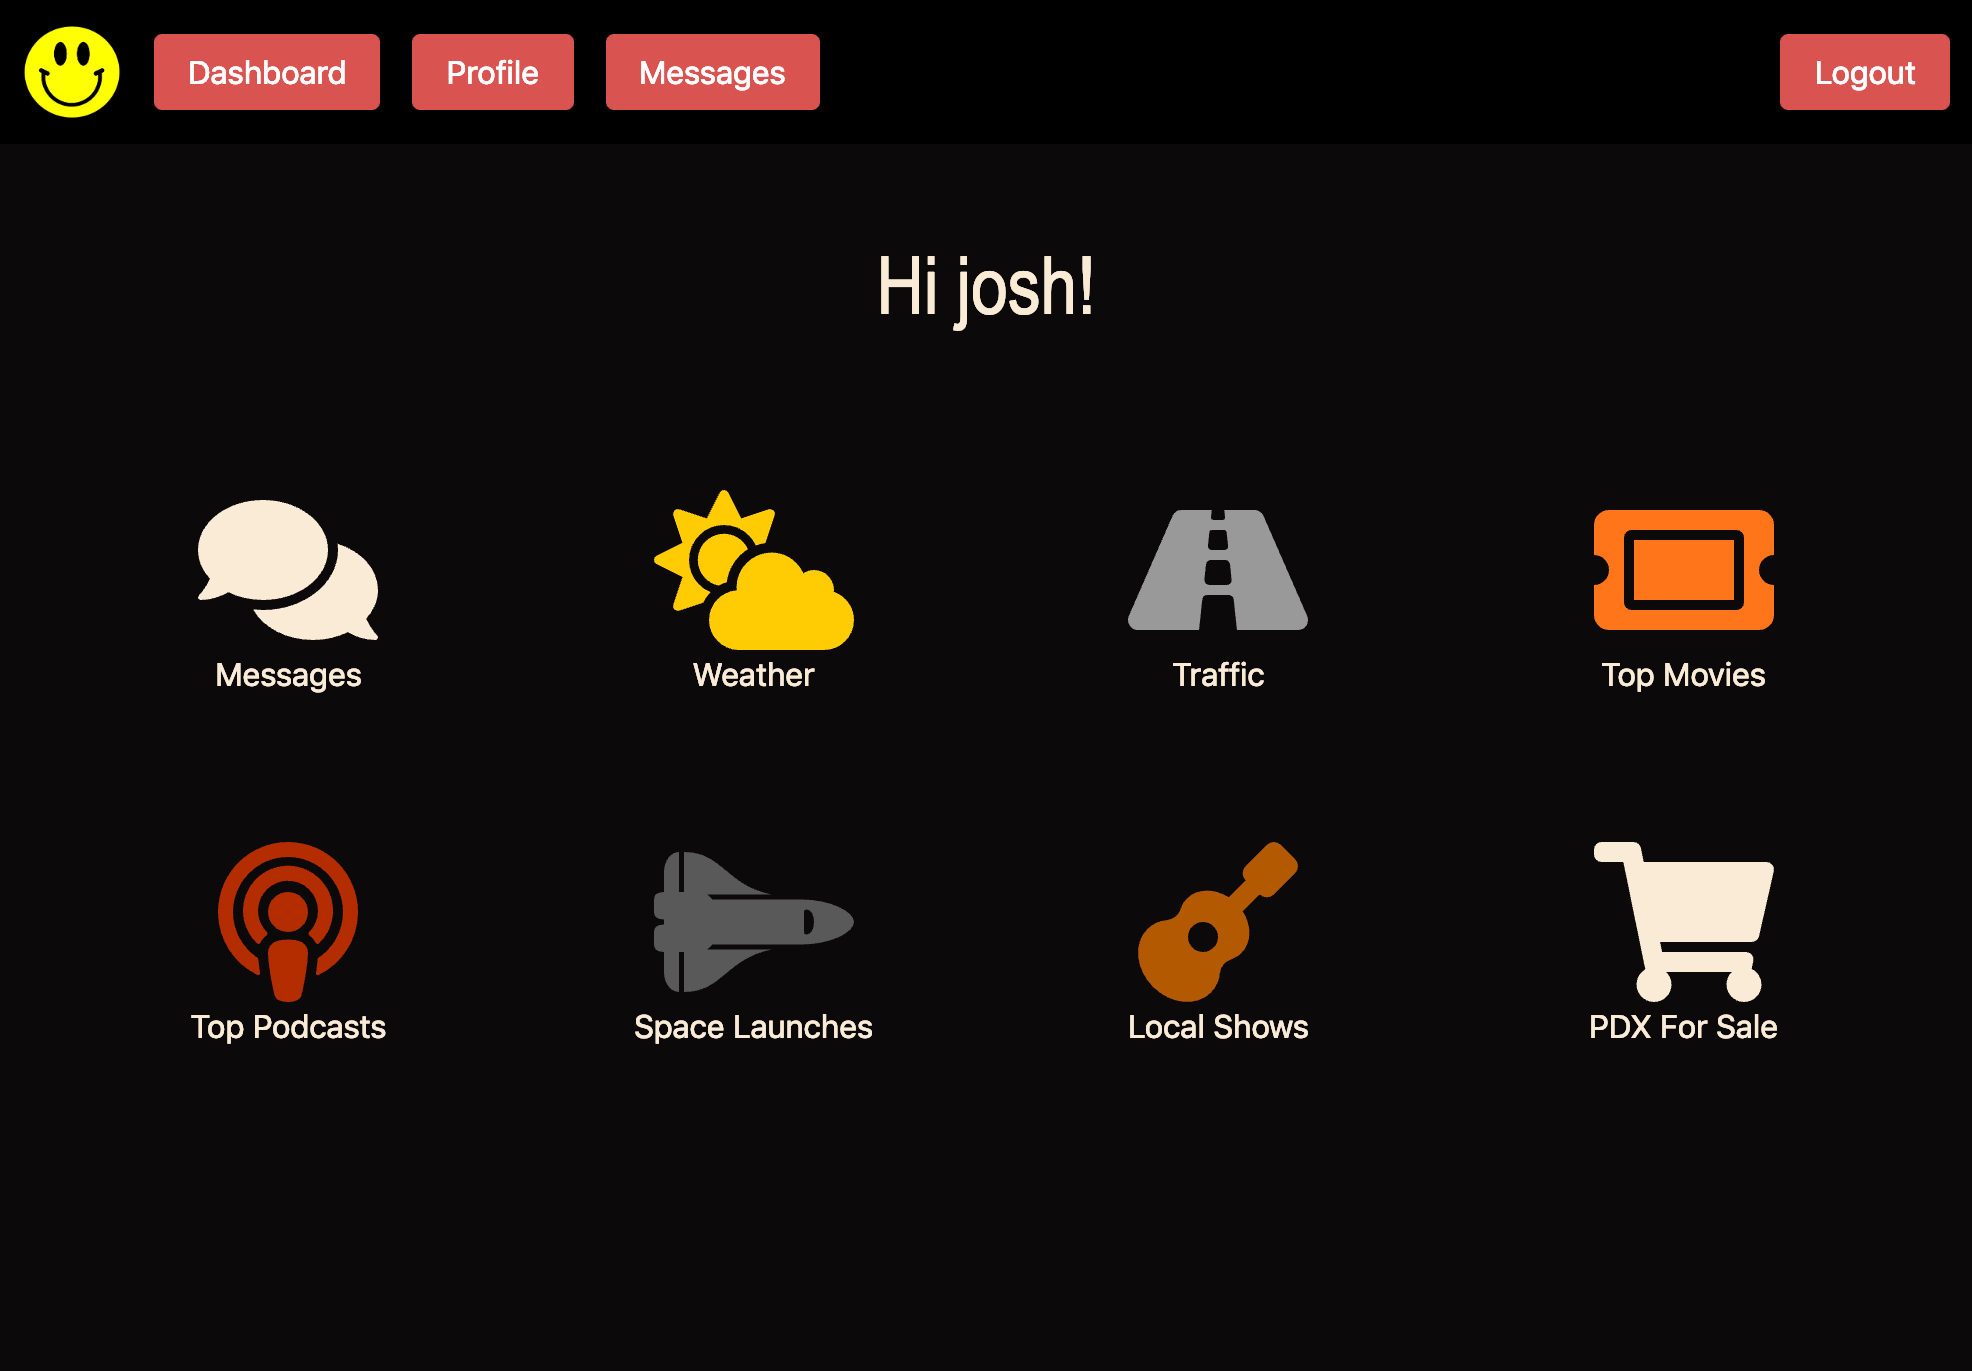 Dashboard
Profile
Messages
Logout
Hi josh!
Messages
Weather
Traffic
Top Movies
Top Podcasts
Space Launches
Local Shows
PDX For Sale